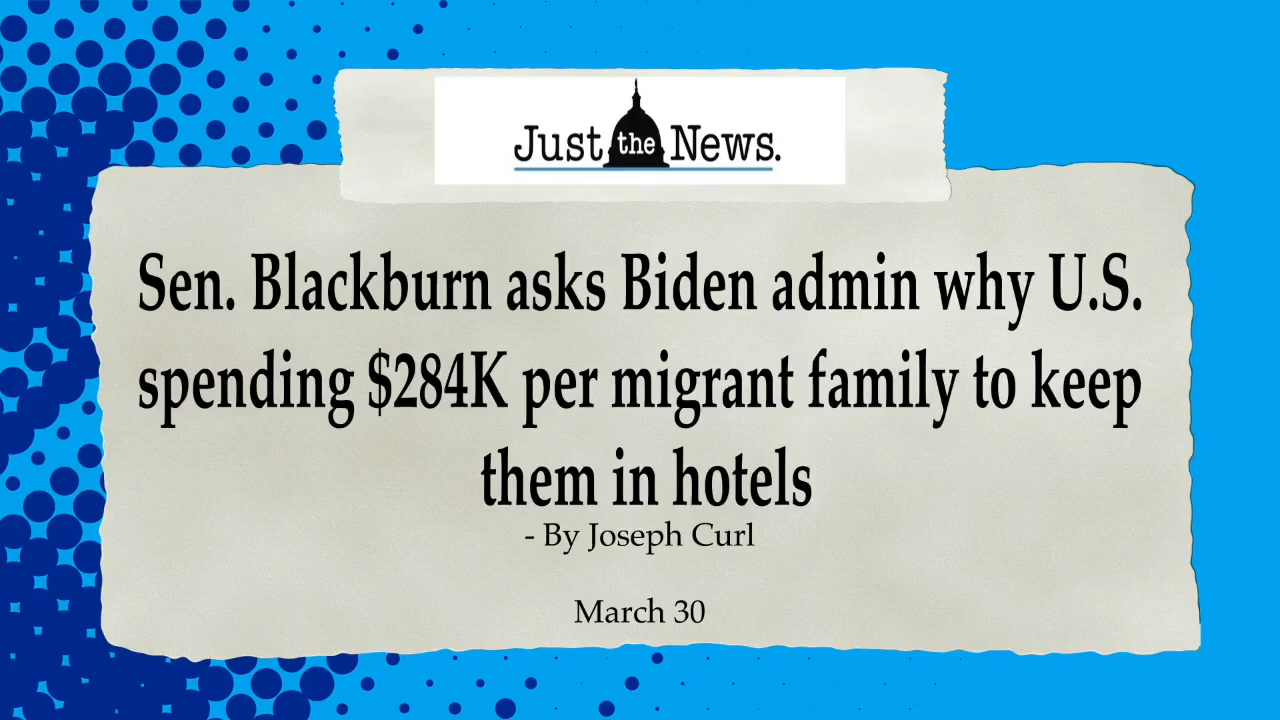 Just the News.
Sen. Blackburn asks Biden admin why U.S.
spending $284K per migrant family to keep
them in hotels
- By Joseph Curl
March 30